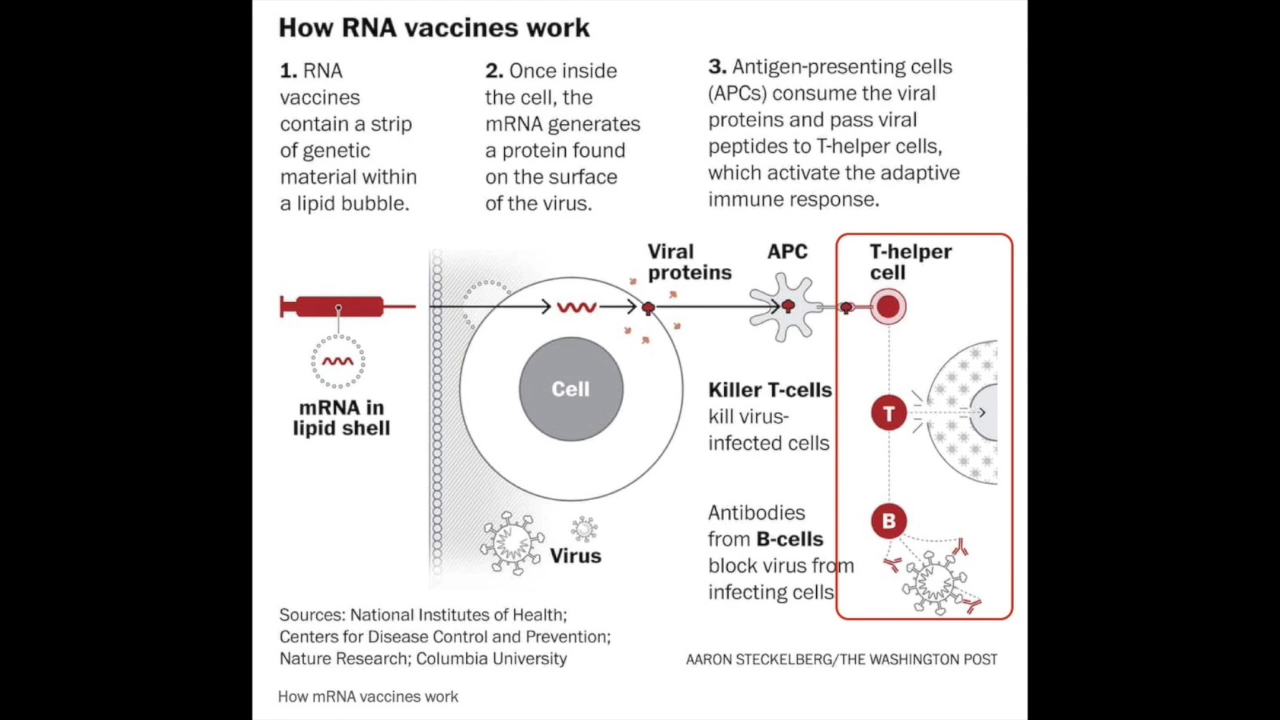 How RNA vaccines work
1. RNA
vaccines
contain a strip
of genetic
material within
a lipid bubble.
2. Once inside
the cell, the
mRNA generates
a protein found
on the surface
of the virus.
3. Antigen-presenting cells
(APCs) consume the viral
proteins and pass viral
peptides to T-helper cells,
which activate the adaptive
immune response.
Viral
proteins
APC
T-helper
cell
mRNA in
lipid shell
Cell
Killer T-cells
kill virus-
infected cells
T
Antibodies
from B-cells
block virus from
infecting cells
B
Virus
Sources: National Institutes of Health;
Centers for Disease Control and Prevention;
Nature Research; Columbia University
AARON STECKELBERG/THE WASHINGTON POST
How mRNA vaccines work